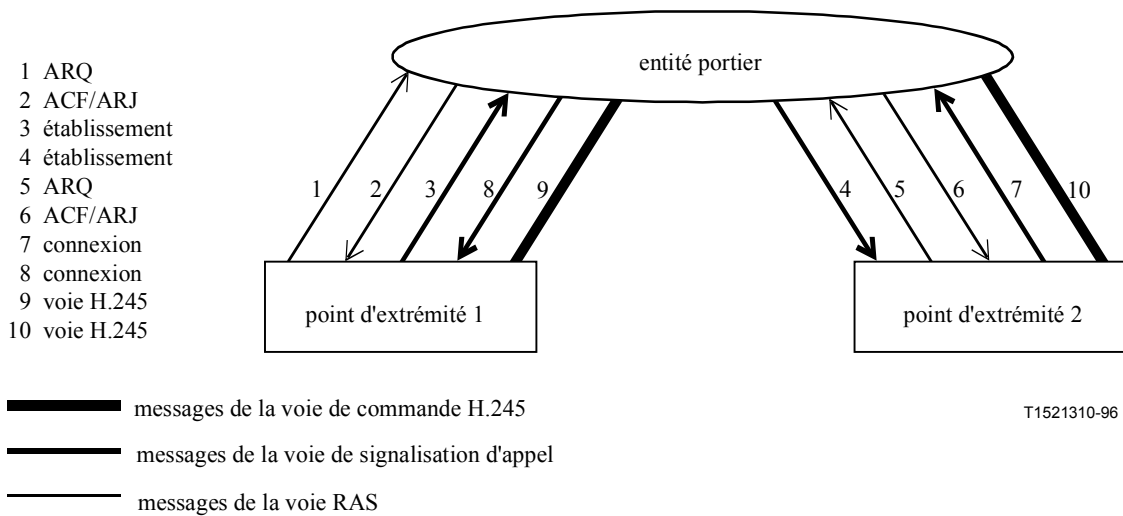 entité portier
1 ARQ
2 ACF/ARJ
3 établissement
4 établissement
5 ARQ
6 ACF/ARJ
7 connexion
8 connexion
9 voie H.245
10 voie H.245
1 2 3 8 9 4 5 6 7 10
point d'extrémité 1 point d'extrémité 2
messages de la voie de commande H.245
T1521310-96
messages de la voie de signalisation d'appel
messages de la voie RAS